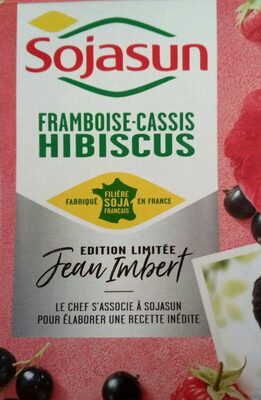 Sojasun
FRAMBOISE-CASSIS
HIBISCUS
FILIÈRE
FABRIQUÉ SOJA EN FRANCE
FRANÇAIS
EDITION LIMITÉE
Jean Imbert
LE CHEF S'ASSOCIE À SOJASUN
POUR ÉLABORER UNE RECETTE INÉDITE